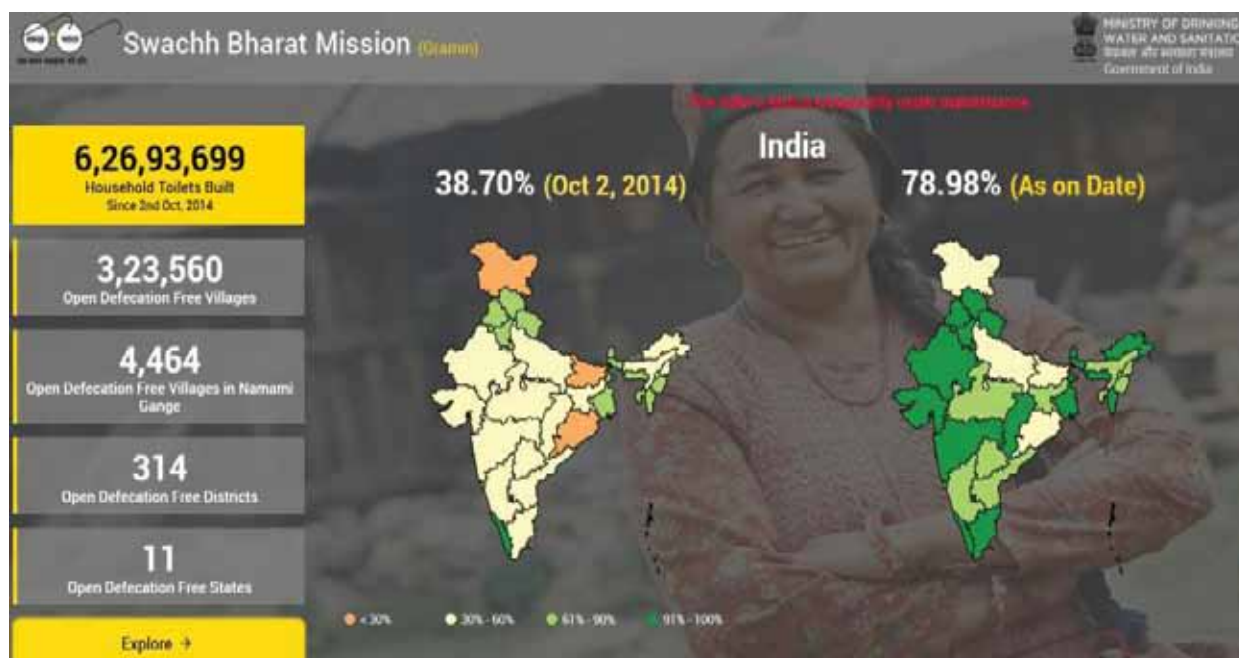 Swachh Bharat Mission (Gramin)
MINISTRY OF DRINKING
WATER AND SANITATIO
Government of India
6,26,93,699
Household Toilets Built
Since 2nd Oct, 2014
3,23,560
Open Defecation Free Villages
4,464
Open Defecation Free Villages in Namami
Gange
314
Open Defecation Free Districts
11
Open Defecation Free States
Explore →
India
38.70% (Oct 2, 2014)
78.98% (As on Date)
< 30%
30% - 60%
61% - 90%
91% - 100%